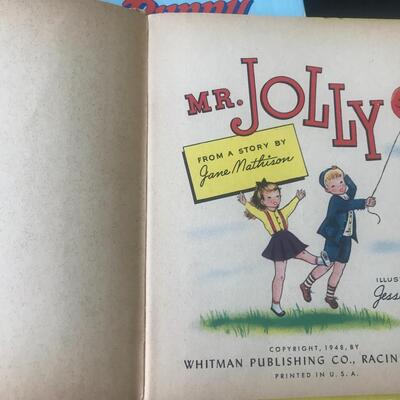 MR. JOLLY
FROM A STORY BY
Jane Mathison
COPYRIGHT, 1948, BY
WHITMAN PUBLISHING CO., RACIN
PRINTED IN U.S.A.